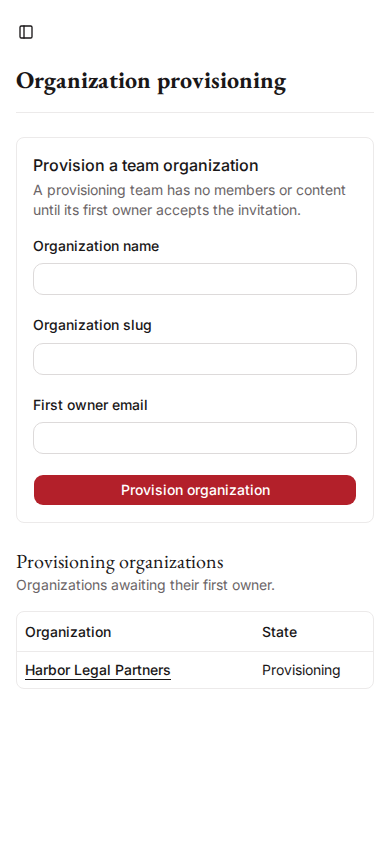 Organization provisioning
Provision a team organization
A provisioning team has no members or content
until its first owner accepts the invitation.
Organization name
Organization slug
First owner email
Provision organization
Provisioning organizations
Organizations awaiting their first owner.
Organization State
Harbor Legal Partners Provisioning